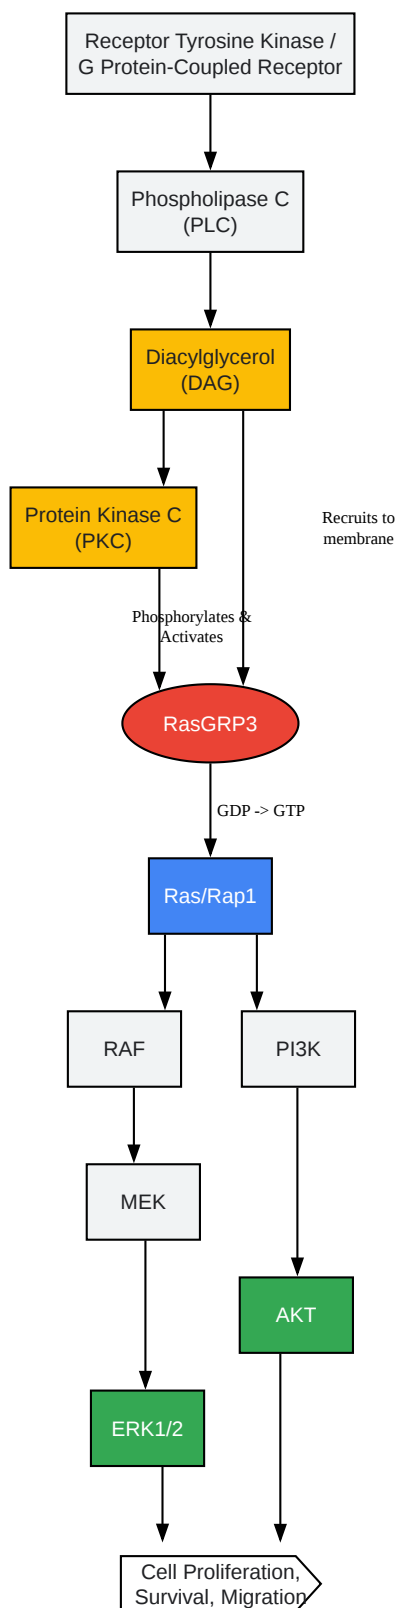 Receptor Tyrosine Kinase /
G Protein-Coupled Receptor
Phospholipase C
(PLC)
Diacylglycerol
(DAG)
Protein Kinase C
(PKC)
Recruits to
membrane
Phosphorylates &
Activates
RasGRP3
GDP -> GTP
Ras/Rap1
RAF
PI3K
MEK
AKT
ERK1/2
Cell Proliferation,
Survival, Migration